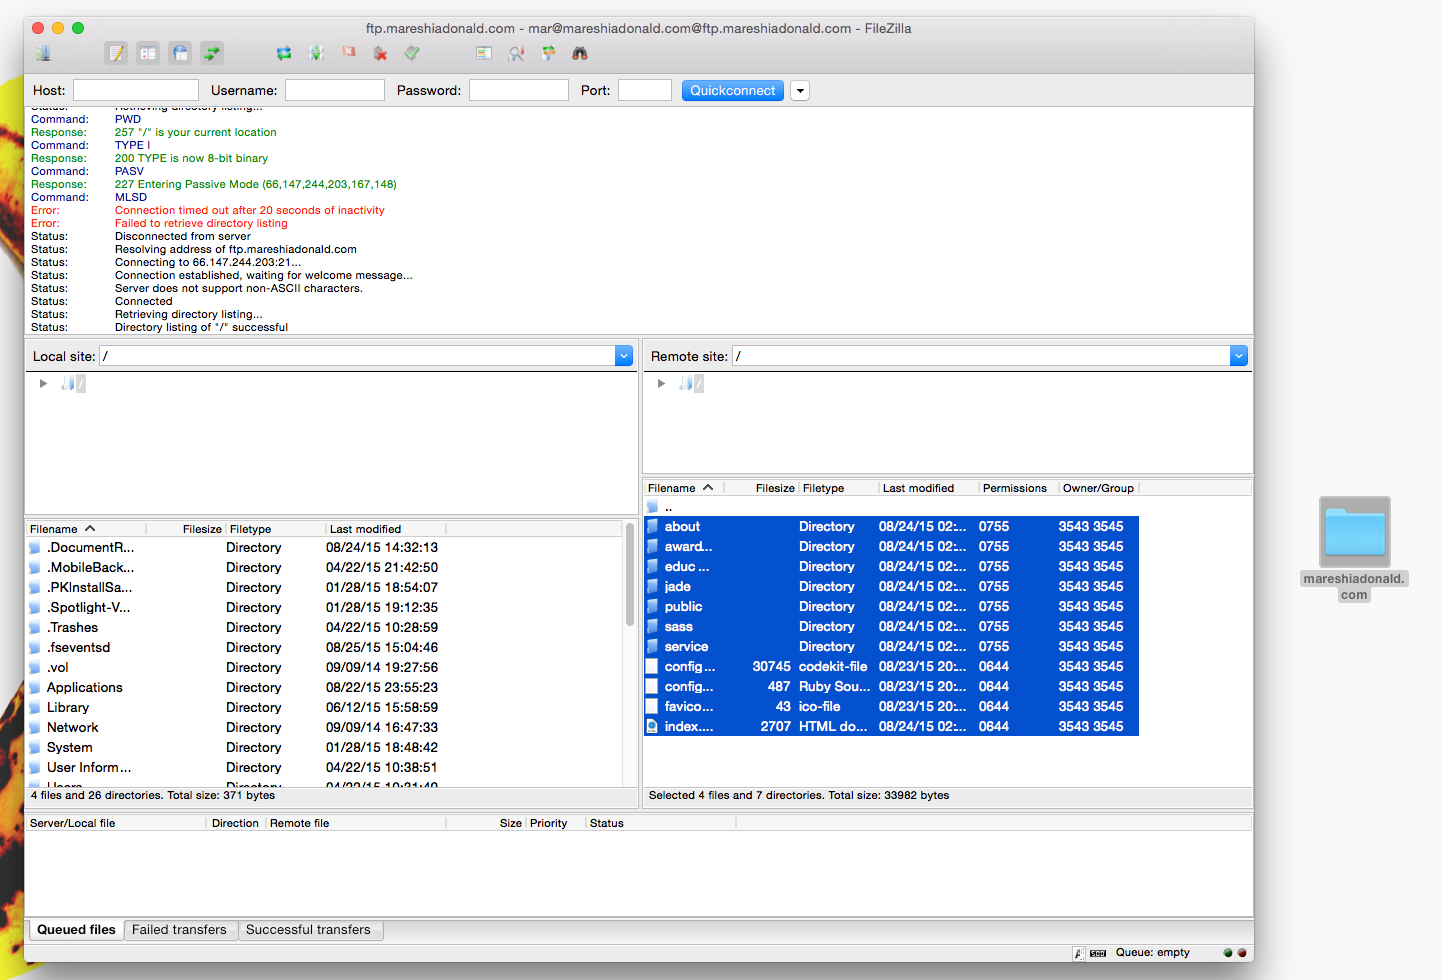 ftp.mareshiadonald.com - mar@mareshiadonald.com@ftp.mareshiadonald.com - FileZilla
Host: Username: Password: Port: Quickconnect
Status: Retrieving directory listing...
Command: PWD
Response: 257 "/" is your current location
Command: TYPE I
Response: 200 TYPE is now 8-bit binary
Command: PASV
Response: 227 Entering Passive Mode (66,147,244,203,167,148)
Command: MLSD
Error: Connection timed out after 20 seconds of inactivity
Error: Failed to retrieve directory listing
Status: Disconnected from server
Status: Resolving address of ftp.mareshiadonald.com
Status: Connecting to 66.147.244.203:21...
Status: Connection established, waiting for welcome message...
Status: Server does not support non-ASCII characters.
Status: Connected
Status: Retrieving directory listing...
Status: Directory listing of "/" successful
Local site: /
/
Filename Filesize Filetype Last modified
.DocumentR... Directory 08/24/15 14:32:13
.MobileBack... Directory 04/22/15 21:42:50
.PKInstallSa... Directory 01/28/15 18:54:07
.Spotlight-V... Directory 01/28/15 19:12:35
.Trashes Directory 04/22/15 10:28:59
.fseventsd Directory 08/25/15 15:04:46
.vol Directory 09/09/14 19:27:56
Applications Directory 08/22/15 23:55:23
Library Directory 06/12/15 15:58:59
Network Directory 09/09/14 16:47:33
System Directory 01/28/15 18:48:42
User Inform... Directory 04/22/15 10:38:51
Users Directory 04/22/15 10:31:49
4 files and 26 directories. Total size: 371 bytes
Remote site: /
/
Filename Filesize Filetype Last modified Permissions Owner/Group
..
about Directory 08/24/15 02:... 0755 3543 3545
award... Directory 08/24/15 02:... 0755 3543 3545
educ ... Directory 08/24/15 02:... 0755 3543 3545
jade Directory 08/24/15 02:... 0755 3543 3545
public Directory 08/24/15 02:... 0755 3543 3545
sass Directory 08/24/15 02:... 0755 3543 3545
service Directory 08/24/15 02:... 0755 3543 3545
config... 30745 codekit-file 08/23/15 20:... 0644 3543 3545
config... 487 Ruby Sou... 08/23/15 20:... 0644 3543 3545
favico... 43 ico-file 08/23/15 20:... 0644 3543 3545
index.... 2707 HTML do... 08/24/15 02:... 0644 3543 3545
Selected 4 files and 7 directories. Total size: 33982 bytes
Server/Local file Direction Remote file Size Priority Status
Queued files Failed transfers Successful transfers
Queue: empty
mareshiadonald.
com